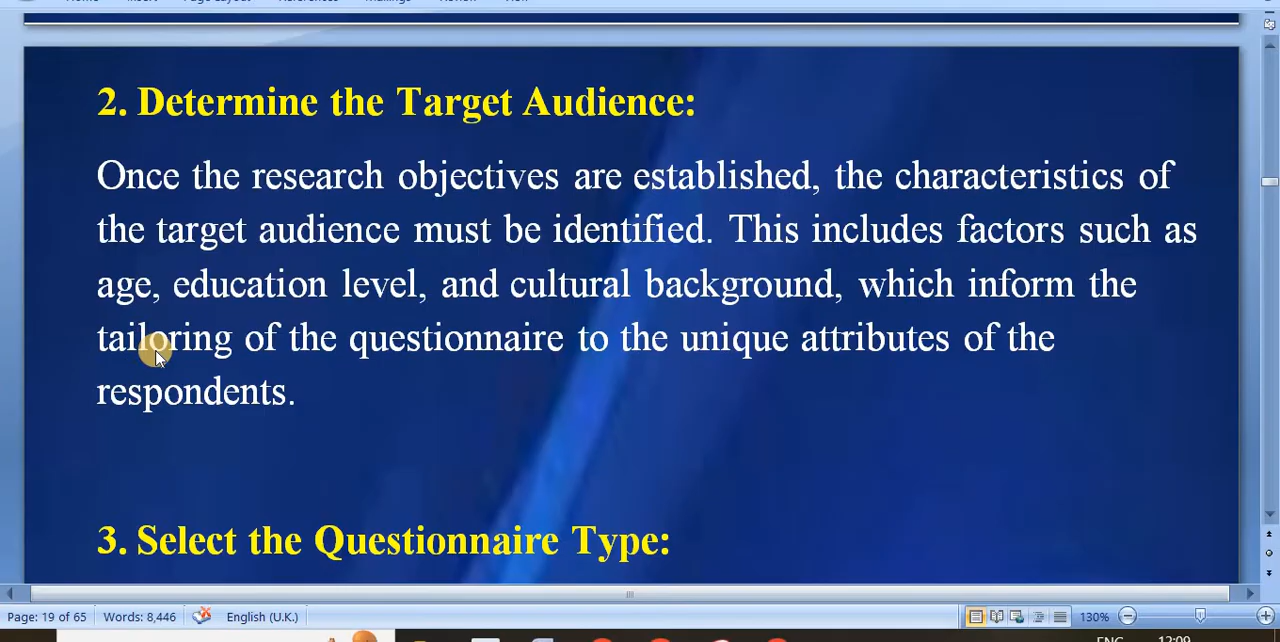 2. Determine the Target Audience:
Once the research objectives are established, the characteristics of
the target audience must be identified. This includes factors such as
age, education level, and cultural background, which inform the
tailoring of the questionnaire to the unique attributes of the
respondents.
3. Select the Questionnaire Type:
Page: 19 of 65 Words: 8,446 English (U.K.) 130%